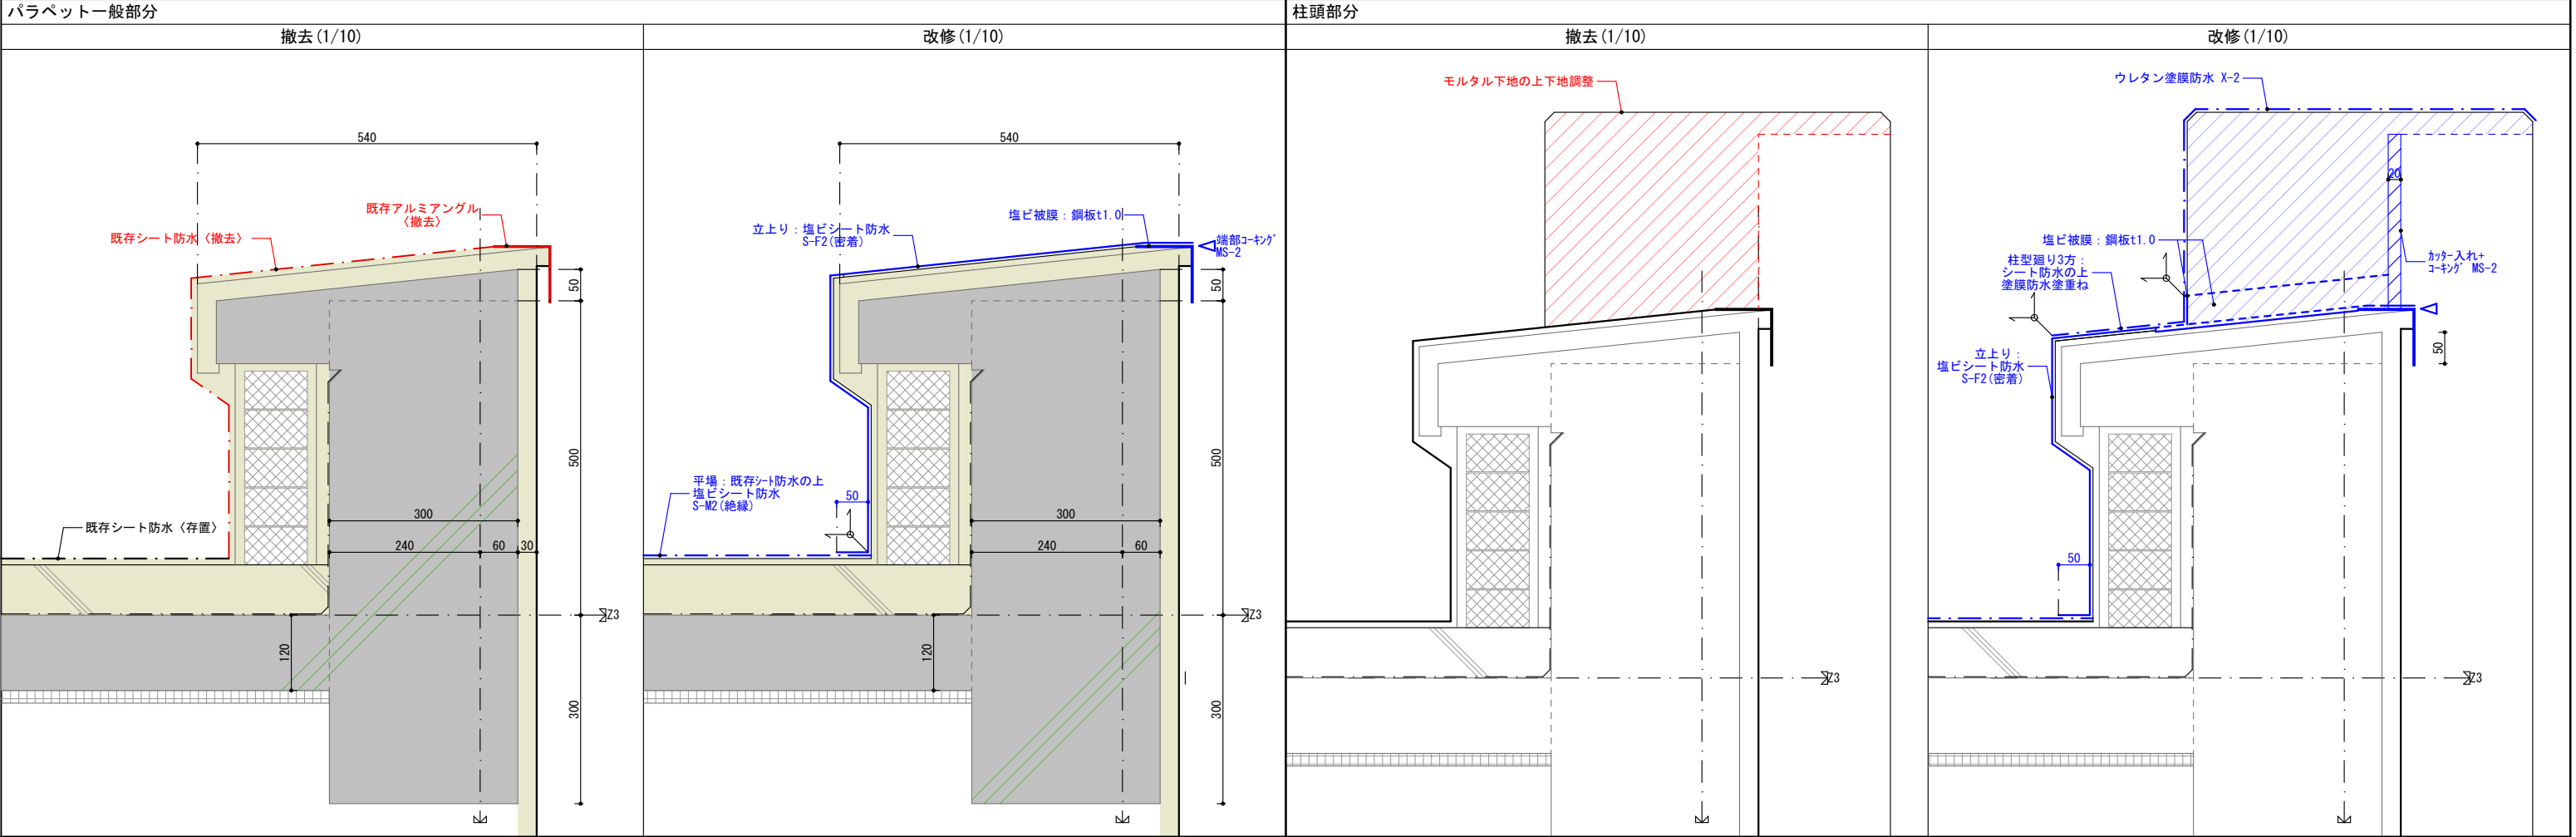 パラペット一般部分
柱頭部分
撤去(1/10)
改修(1/10)
撤去(1/10)
改修(1/10)
540
既存アルミアングル
〈撤去〉
既存シート防水〈撤去〉
50
500
既存シート防水〈存置〉
300
240
60
30
Z3
120
300
540
塩ビ被膜：鋼板t1.0
立上り：塩ビシート防水
S-F2(密着)
端部ｺｰｷﾝｸﾞ
MS-2
50
500
平場：既存ｼｰﾄ防水の上
塩ビシート防水
S-M2(絶縁)
50
300
240
60
Z3
120
300
モルタル下地の上下地調整
Z3
ウレタン塗膜防水 X-2
20
塩ビ被膜：鋼板t1.0
柱型廻り3方：
シート防水の上
塗膜防水塗重ね
ｶｯﾀｰ入れ+
ｺｰｷﾝｸﾞ MS-2
立上り：
塩ビシート防水
S-F2(密着)
50
50
Z3